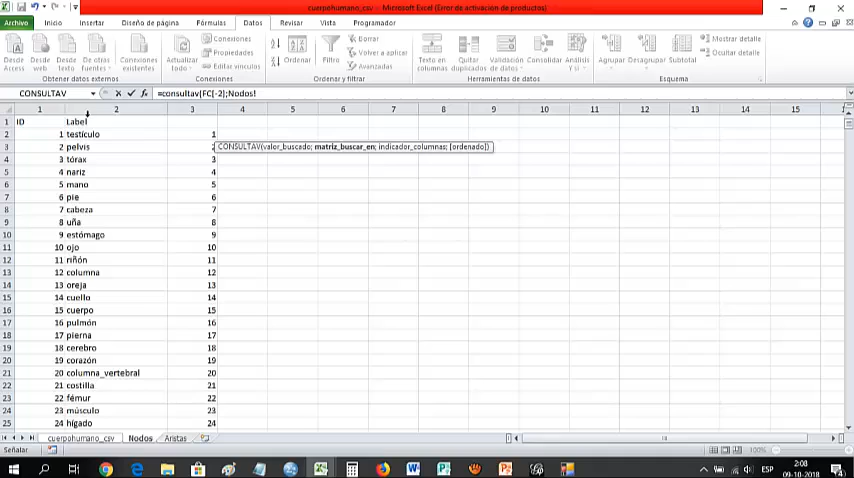 cuerpohumano_csv - Microsoft Excel (Error de activación de productos)
Archivo Inicio Insertar Diseño de página Fórmulas Datos Revisar Vista Programador
Desde Access
Desde web
Desde texto
De otras fuentes
Conexiones existentes
Actualizar todo
Conexiones
Propiedades
Editar vínculos
Ordenar
Filtro
Borrar
Volver a aplicar
Avanzadas
Texto en columnas
Quitar duplicados
Validación de datos
Consolidar
Análisis Y si
Agrupar
Desagrupar
Subtotal
Mostrar detalle
Ocultar detalle
Obtener datos externos Conexiones Ordenar y filtrar Herramientas de datos Esquema
CONSULTAV =consultav(FC[-2];Nodos!
1 2 3 4 5 6 7 8 9 10 11 12 13 14 15
1 ID Label
2 1 testículo 1
3 2 pelvis 2
CONSULTAV(valor_buscado; matriz_buscar_en; indicador_columnas; [ordenado])
4 3 tórax 3
5 4 nariz 4
6 5 mano 5
7 6 pie 6
8 7 cabeza 7
9 8 uña 8
10 9 estómago 9
11 10 ojo 10
12 11 riñón 11
13 12 columna 12
14 13 oreja 13
15 14 cuello 14
16 15 cuerpo 15
17 16 pulmón 16
18 17 pierna 17
19 18 cerebro 18
20 19 corazón 19
21 20 columna_vertebral 20
22 21 costilla 21
23 22 fémur 22
24 23 músculo 23
25 24 hígado 24
cuerpohumano_csv Nodos Aristas
Señalar 100%
ESP 2:08
09-10-2018